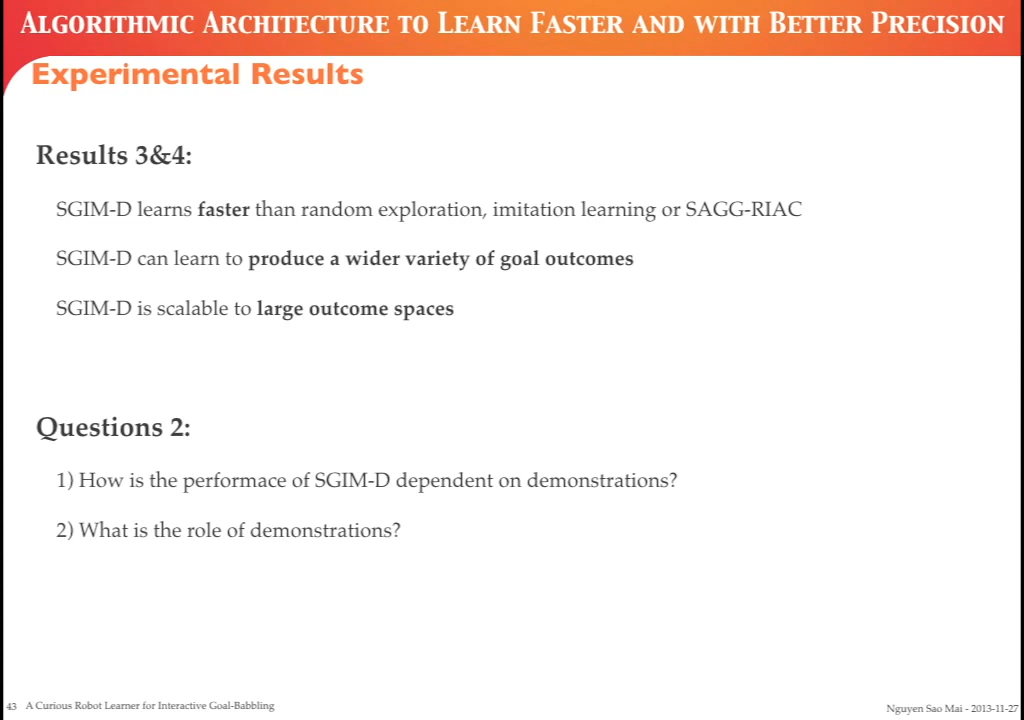 Algorithmic Architecture to Learn Faster and with Better Precision
Experimental Results
Results 3&4:
SGIM-D learns faster than random exploration, imitation learning or SAGG-RIAC
SGIM-D can learn to produce a wider variety of goal outcomes
SGIM-D is scalable to large outcome spaces
Questions 2:
1) How is the performace of SGIM-D dependent on demonstrations?
2) What is the role of demonstrations?
43 A Curious Robot Learner for Interactive Goal-Babbling
Nguyen Sao Mai - 2013-11-27